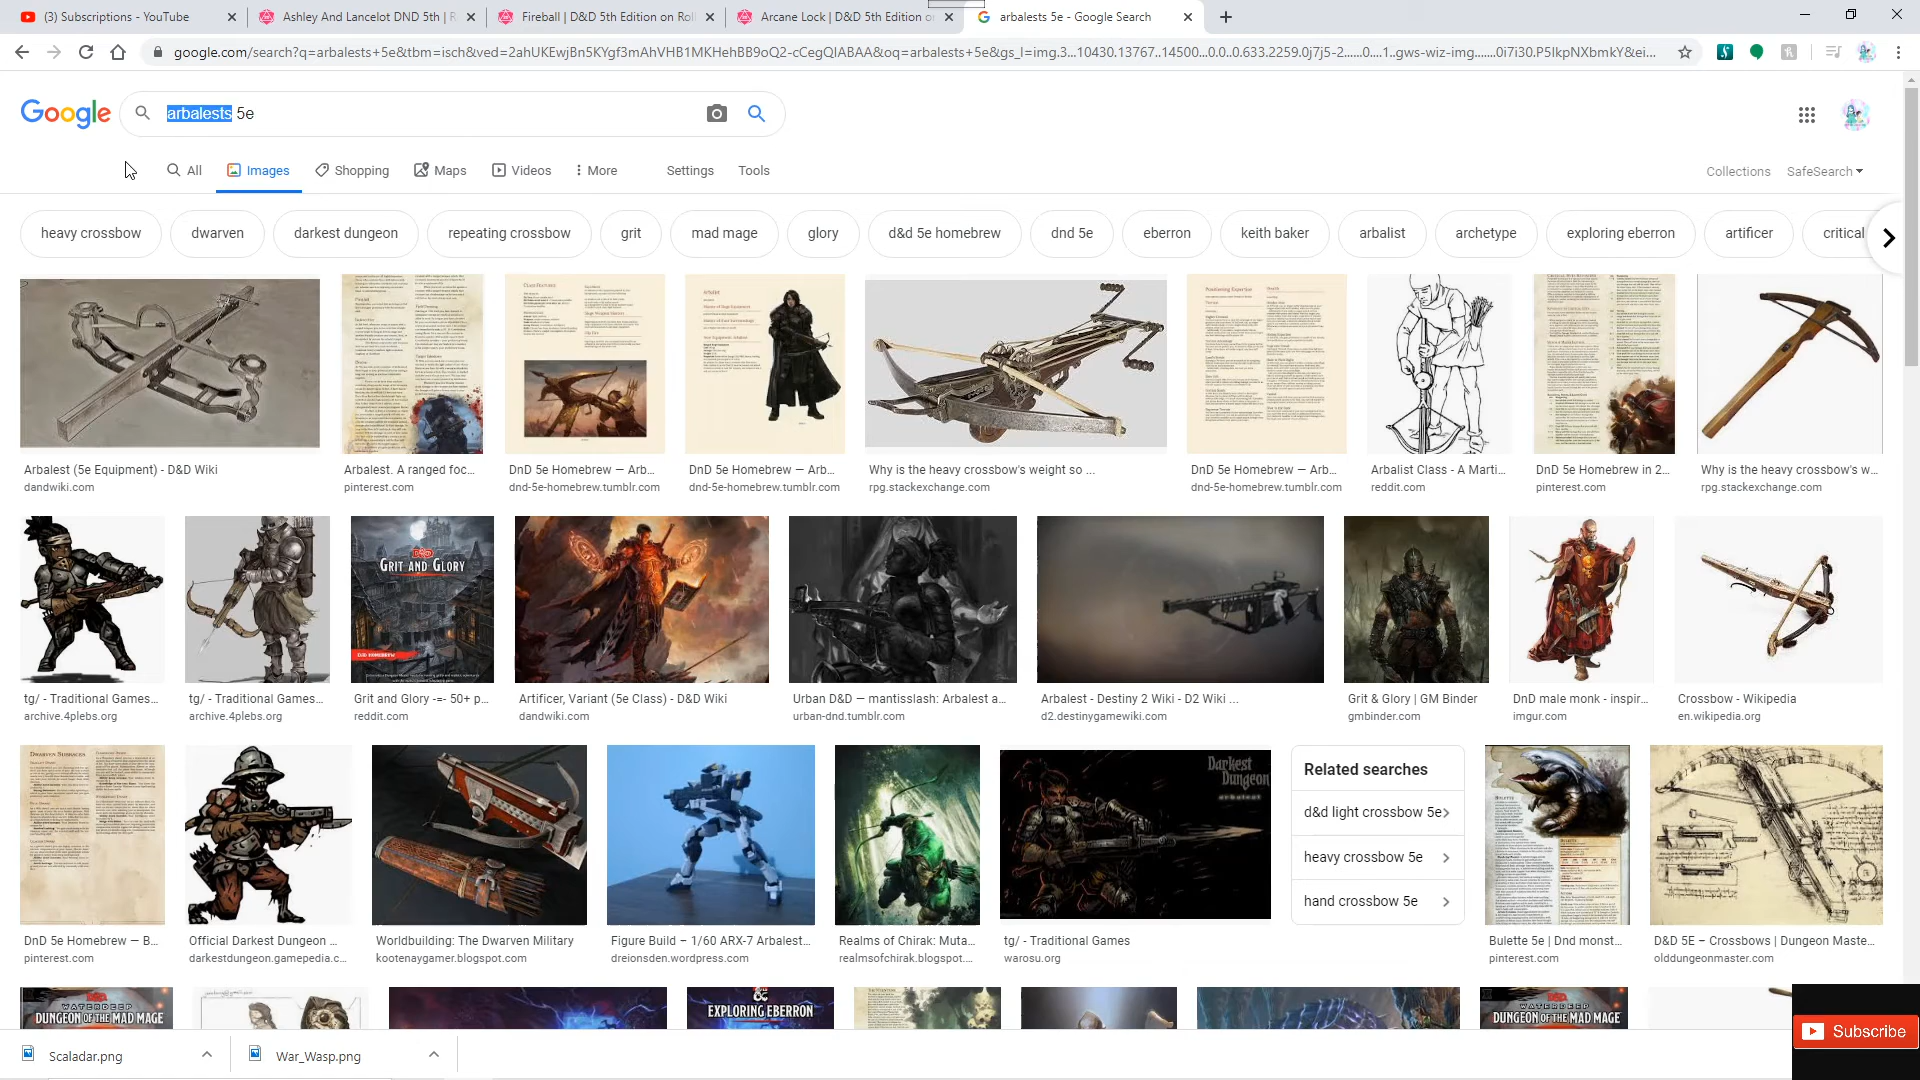 (3) Subscriptions - YouTube
Ashley And Lancelot DND 5th | R
Fireball | D&D 5th Edition on Rol
Arcane Lock | D&D 5th Edition o
arbalests 5e - Google Search
google.com/search?q=arbalests+5e&tbm=isch&ved=2ahUKEwjBn5KYgf3mAhVHB1MKHehBB9oQ2-cCegQIABAA&oq=arbalests+5e&gs_l=img.3...10430.13767..14500...0.0..0.633.2259.0j7j5-2......0....1..gws-wiz-img.......0i7i30.P5lkpNXbmkY&ei...
Google
arbalests 5e
All
Images
Shopping
Maps
Videos
More
Settings
Tools
Collections
SafeSearch
heavy crossbow
dwarven
darkest dungeon
repeating crossbow
grit
mad mage
glory
d&d 5e homebrew
dnd 5e
eberron
keith baker
arbalist
archetype
exploring eberron
artificer
critical
Arbalest (5e Equipment) - D&D Wiki
dandwiki.com
Arbalest. A ranged foc...
pinterest.com
DnD 5e Homebrew — Arb...
dnd-5e-homebrew.tumblr.com
DnD 5e Homebrew — Arb...
dnd-5e-homebrew.tumblr.com
Why is the heavy crossbow's weight so ...
rpg.stackexchange.com
DnD 5e Homebrew — Arb...
dnd-5e-homebrew.tumblr.com
Arbalist Class - A Marti...
reddit.com
DnD 5e Homebrew in 2...
pinterest.com
Why is the heavy crossbow's w...
rpg.stackexchange.com
GRIT AND GLORY
tg/ - Traditional Games...
archive.4plebs.org
tg/ - Traditional Games...
archive.4plebs.org
Grit and Glory -=- 50+ p...
reddit.com
Artificer, Variant (5e Class) - D&D Wiki
dandwiki.com
Urban D&D — mantisslash: Arbalest a...
urban-dnd.tumblr.com
Arbalest - Destiny 2 Wiki - D2 Wiki ...
d2.destinygamewiki.com
Grit & Glory | GM Binder
gmbinder.com
DnD male monk - inspir...
imgur.com
Crossbow - Wikipedia
en.wikipedia.org
DWARVEN SUBRACES
Darkest Dungeon
arbalest
Related searches
d&d light crossbow 5e
heavy crossbow 5e
hand crossbow 5e
DnD 5e Homebrew — B...
pinterest.com
Official Darkest Dungeon ...
darkestdungeon.gamepedia.c...
Worldbuilding: The Dwarven Military
kootenaygamer.blogspot.com
Figure Build – 1/60 ARX-7 Arbalest...
dreionsden.wordpress.com
Realms of Chirak: Muta...
realmsofchirak.blogspot....
tg/ - Traditional Games
warosu.org
Bulette 5e | Dnd monst...
pinterest.com
D&D 5E – Crossbows | Dungeon Maste...
olddungeonmaster.com
WATERDEEP
DUNGEON OF THE MAD MAGE
EXPLORING EBERRON
WATERDEEP
DUNGEON OF THE MAD MAGE
Scaladar.png
War_Wasp.png
Subscribe